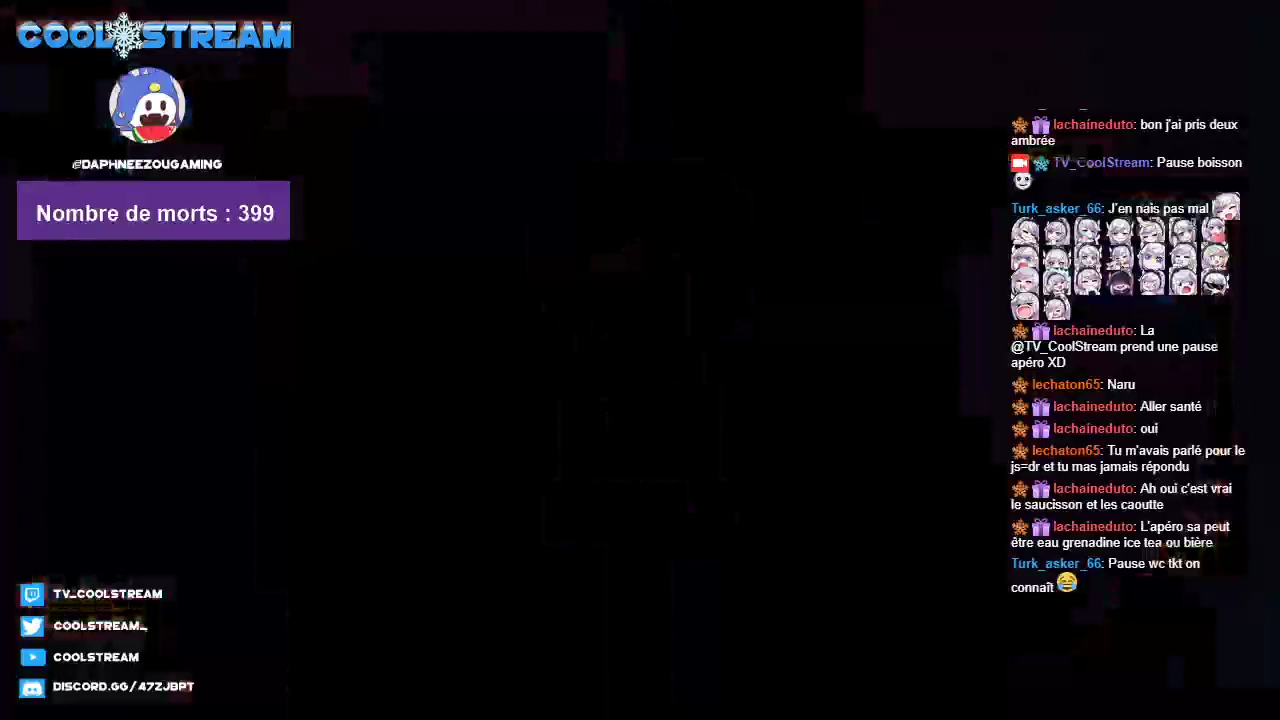 COOL STREAM
@DAPHNEEZOUGAMING
Nombre de morts : 399
lachaineduto: bon j'ai pris deux
ambrée
TV_CoolStream: Pause boisson
Turk_asker_66: J'en nais pas mal
lachaineduto: La
@TV_CoolStream prend une pause
apéro XD
lechaton65: Naru
lachaineduto: Aller santé
lachaineduto: oui
lechaton65: Tu m'avais parlé pour le
js=dr et tu mas jamais répondu
lachaineduto: Ah oui c'est vrai
le saucisson et les caoutte
lachaineduto: L'apéro sa peut
être eau grenadine ice tea ou bière
Turk_asker_66: Pause wc tkt on
connaît
TV_COOLSTREAM
COOLSTREAM_
COOLSTREAM
DISCORD.GG/47ZJBPT